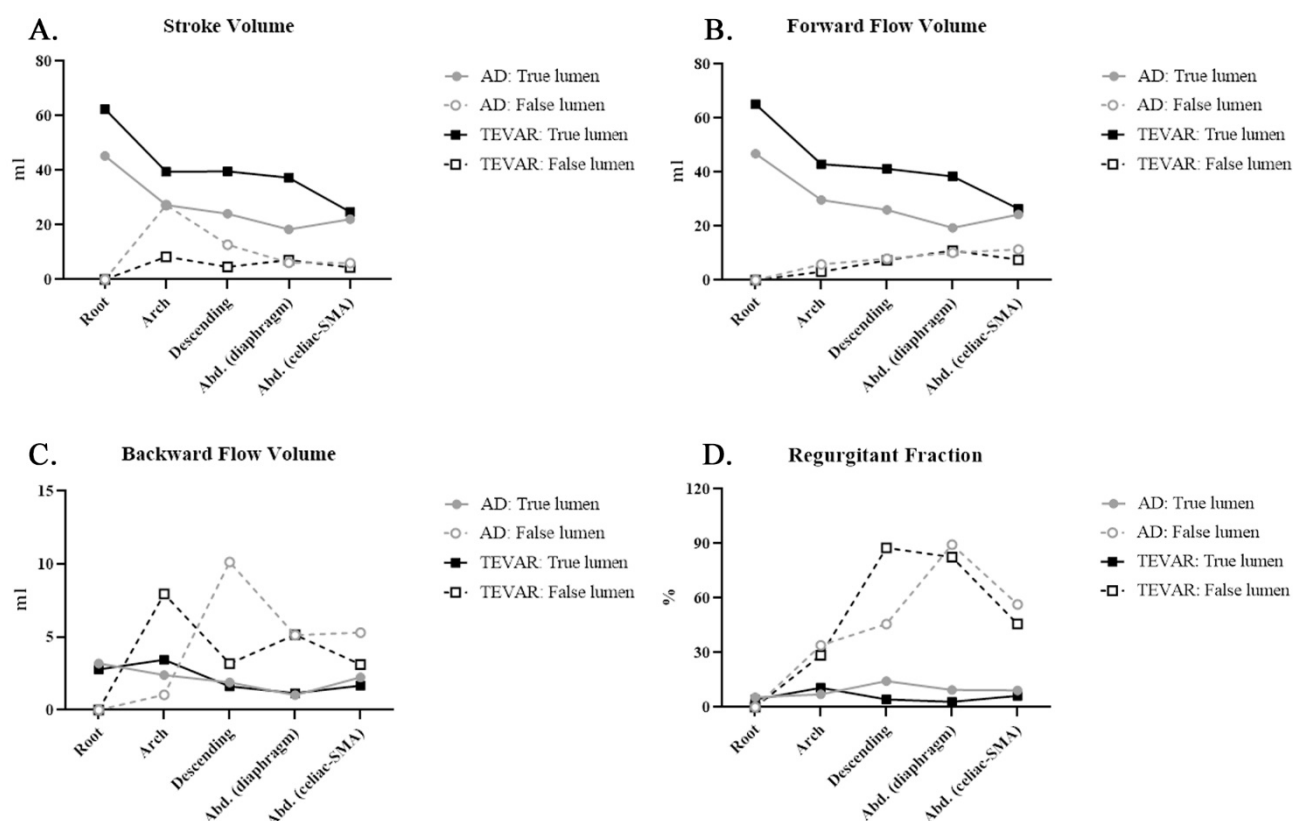 A.
Stroke Volume
80
60
40
20
0
ml
Root
Arch
Descending
Abd. (diaphragm)
Abd. (celiac-SMA)
AD: True lumen
AD: False lumen
TEVAR: True lumen
TEVAR: False lumen
B.
Forward Flow Volume
80
60
40
20
0
ml
Root
Arch
Descending
Abd. (diaphragm)
Abd. (celiac-SMA)
AD: True lumen
AD: False lumen
TEVAR: True lumen
TEVAR: False lumen
C.
Backward Flow Volume
15
10
5
0
ml
Root
Arch
Descending
Abd. (diaphragm)
Abd. (celiac-SMA)
AD: True lumen
AD: False lumen
TEVAR: True lumen
TEVAR: False lumen
D.
Regurgitant Fraction
120
90
60
30
0
%
Root
Arch
Descending
Abd. (diaphragm)
Abd. (celiac-SMA)
AD: True lumen
AD: False lumen
TEVAR: True lumen
TEVAR: False lumen